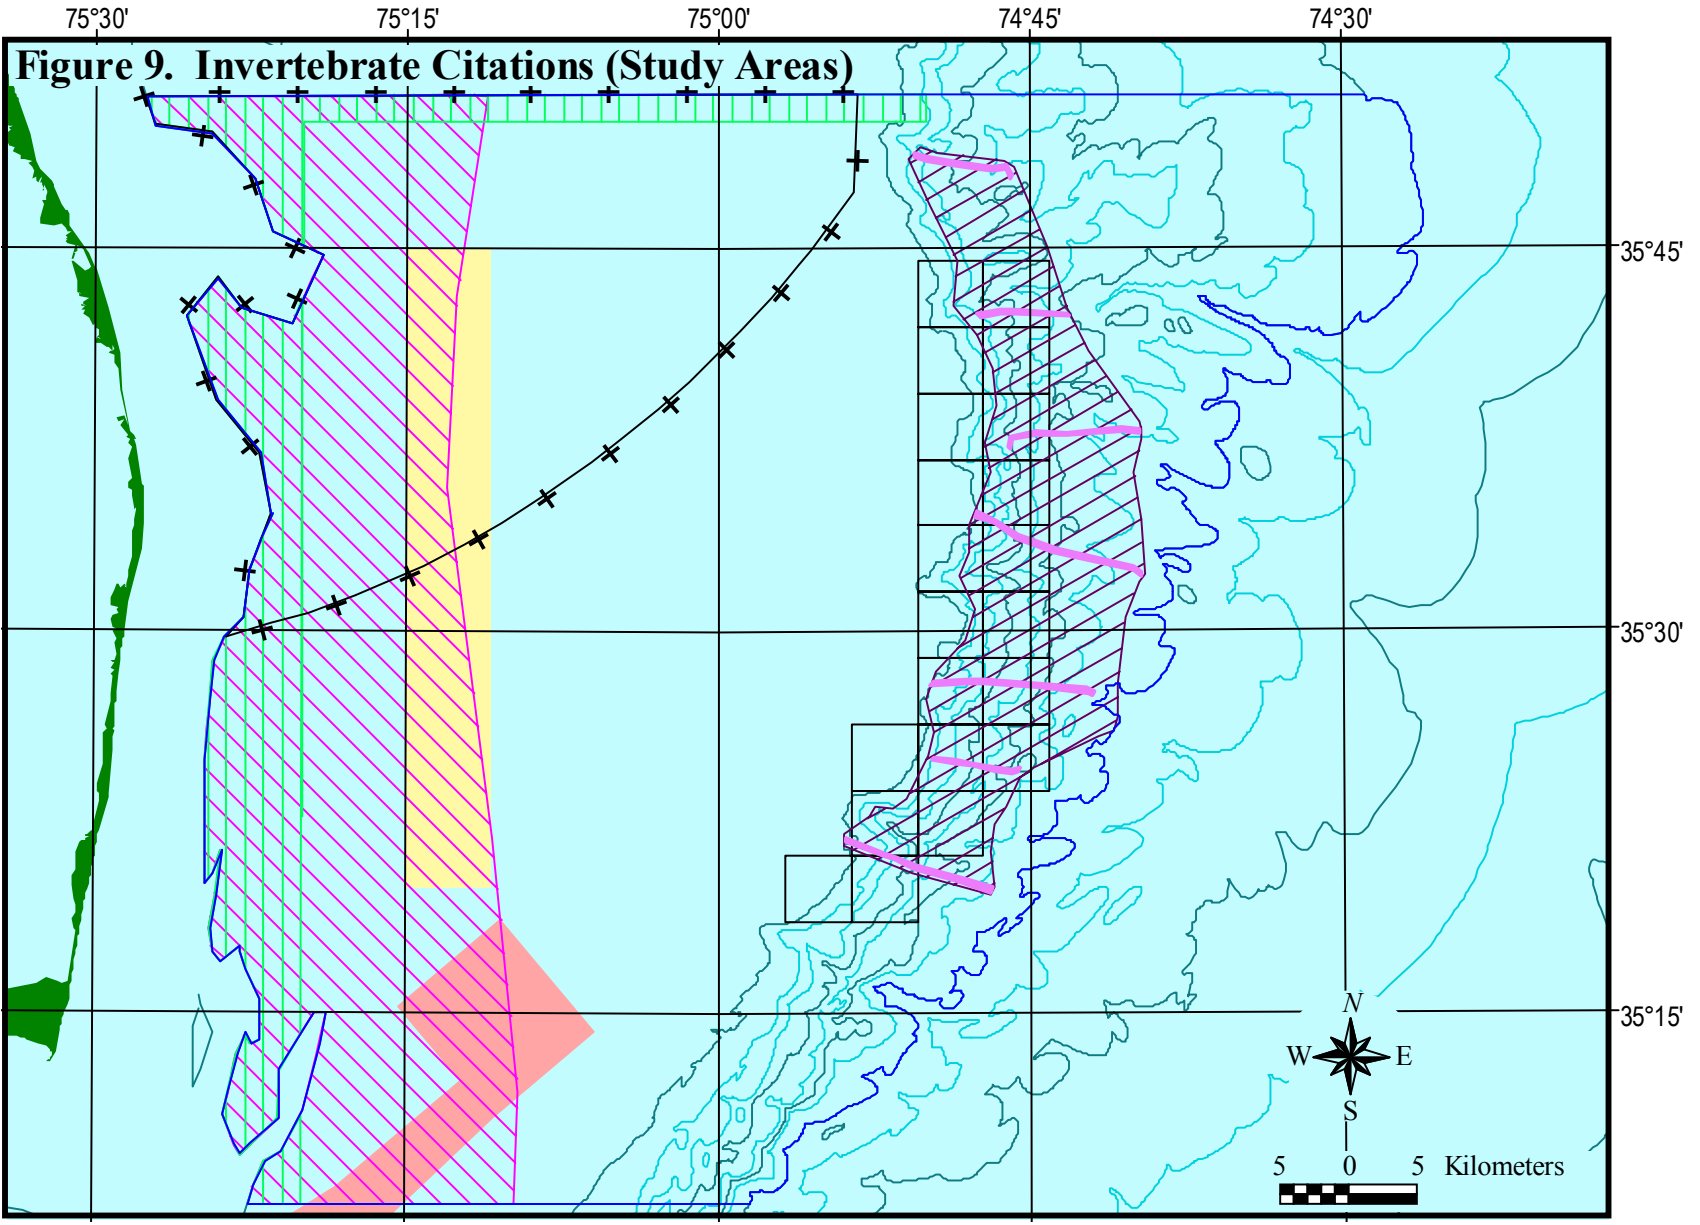 75°30' 75°15' 75°00' 74°45' 74°30'
Figure 9. Invertebrate Citations (Study Areas)
35°45'
35°30'
35°15'
N
W E
S
5 0 5 Kilometers